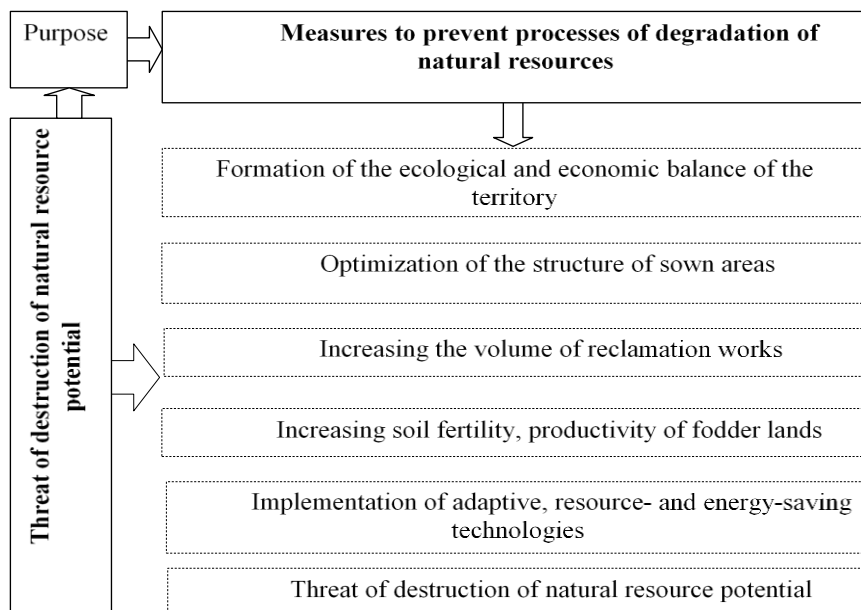 Purpose
Measures to prevent processes of degradation of
natural resources
Threat of destruction of natural resource
potential
Formation of the ecological and economic balance of the
territory
Optimization of the structure of sown areas
Increasing the volume of reclamation works
Increasing soil fertility, productivity of fodder lands
Implementation of adaptive, resource- and energy-saving
technologies
Threat of destruction of natural resource potential